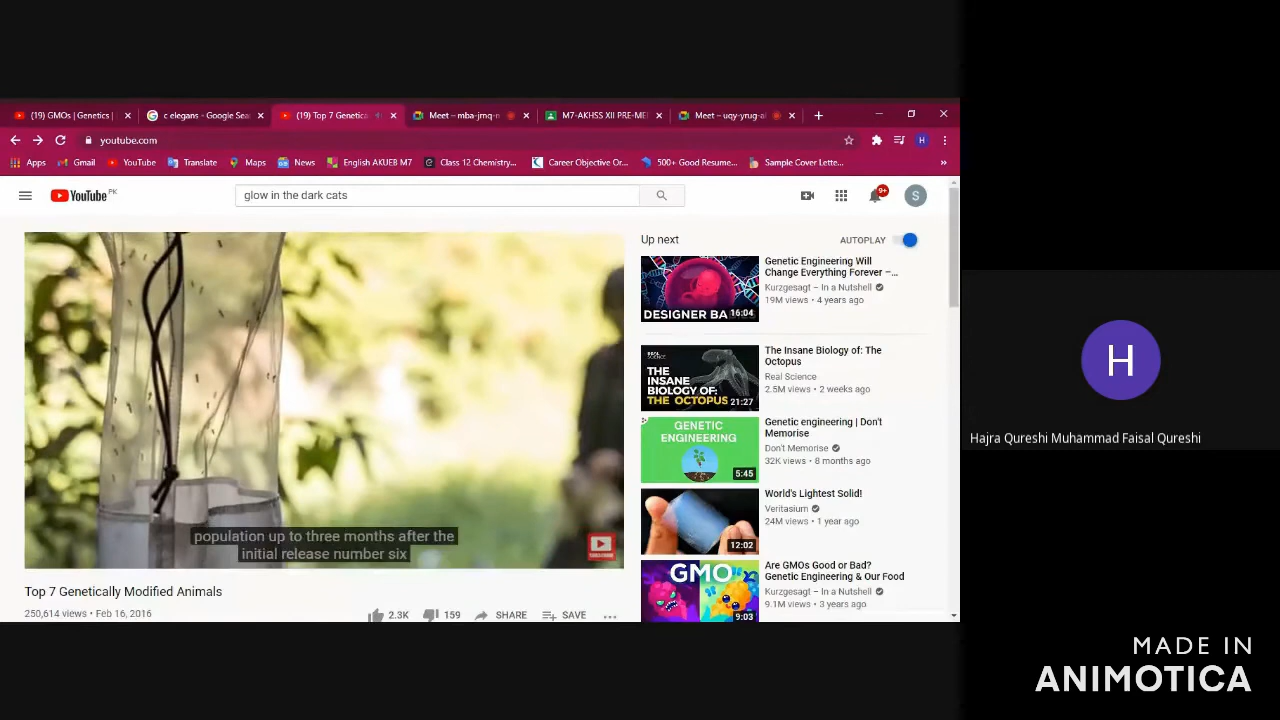 (19) GMOs | Genetics |
c elegans - Google Sea
(19) Top 7 Genetica
Meet – mba-jmq-n
M7-AKHSS XII PRE-MEI
Meet – uqy-yrug-al
youtube.com
H
Apps
Gmail
YouTube
Translate
Maps
News
English AKUEB M7
Class 12 Chemistry...
Career Objective Or...
500+ Good Resume...
Sample Cover Lette...
»
YouTube PK
glow in the dark cats
9+
S
Up next
AUTOPLAY
DESIGNER BA
16:04
Genetic Engineering Will
Change Everything Forever –...
Kurzgesagt – In a Nutshell
19M views • 4 years ago
REAL
SCIENCE
THE
INSANE
BIOLOGY OF:
THE OCTOPUS
21:27
The Insane Biology of: The
Octopus
Real Science
2.5M views • 2 weeks ago
GENETIC
ENGINEERING
5:45
Genetic engineering | Don't
Memorise
Don't Memorise
32K views • 8 months ago
12:02
World's Lightest Solid!
Veritasium
24M views • 1 year ago
GMO
9:03
Are GMOs Good or Bad?
Genetic Engineering & Our Food
Kurzgesagt – In a Nutshell
9.1M views • 3 years ago
population up to three months after the
initial release number six
SUBSCRIBE
Top 7 Genetically Modified Animals
250,614 views • Feb 16, 2016
2.3K
159
SHARE
SAVE
...
H
Hajra Qureshi Muhammad Faisal Qureshi
MADE IN
ANIMOTICA